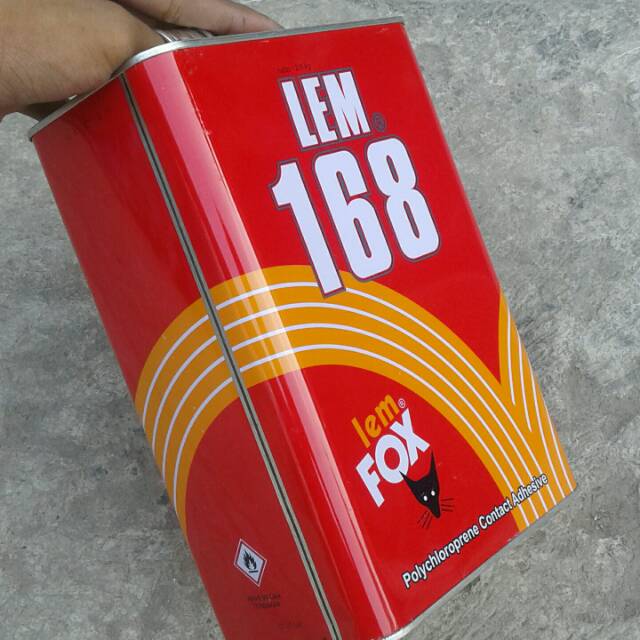 LEM®
168
lem®
FOX
Polychloroprene Contact Adhesive